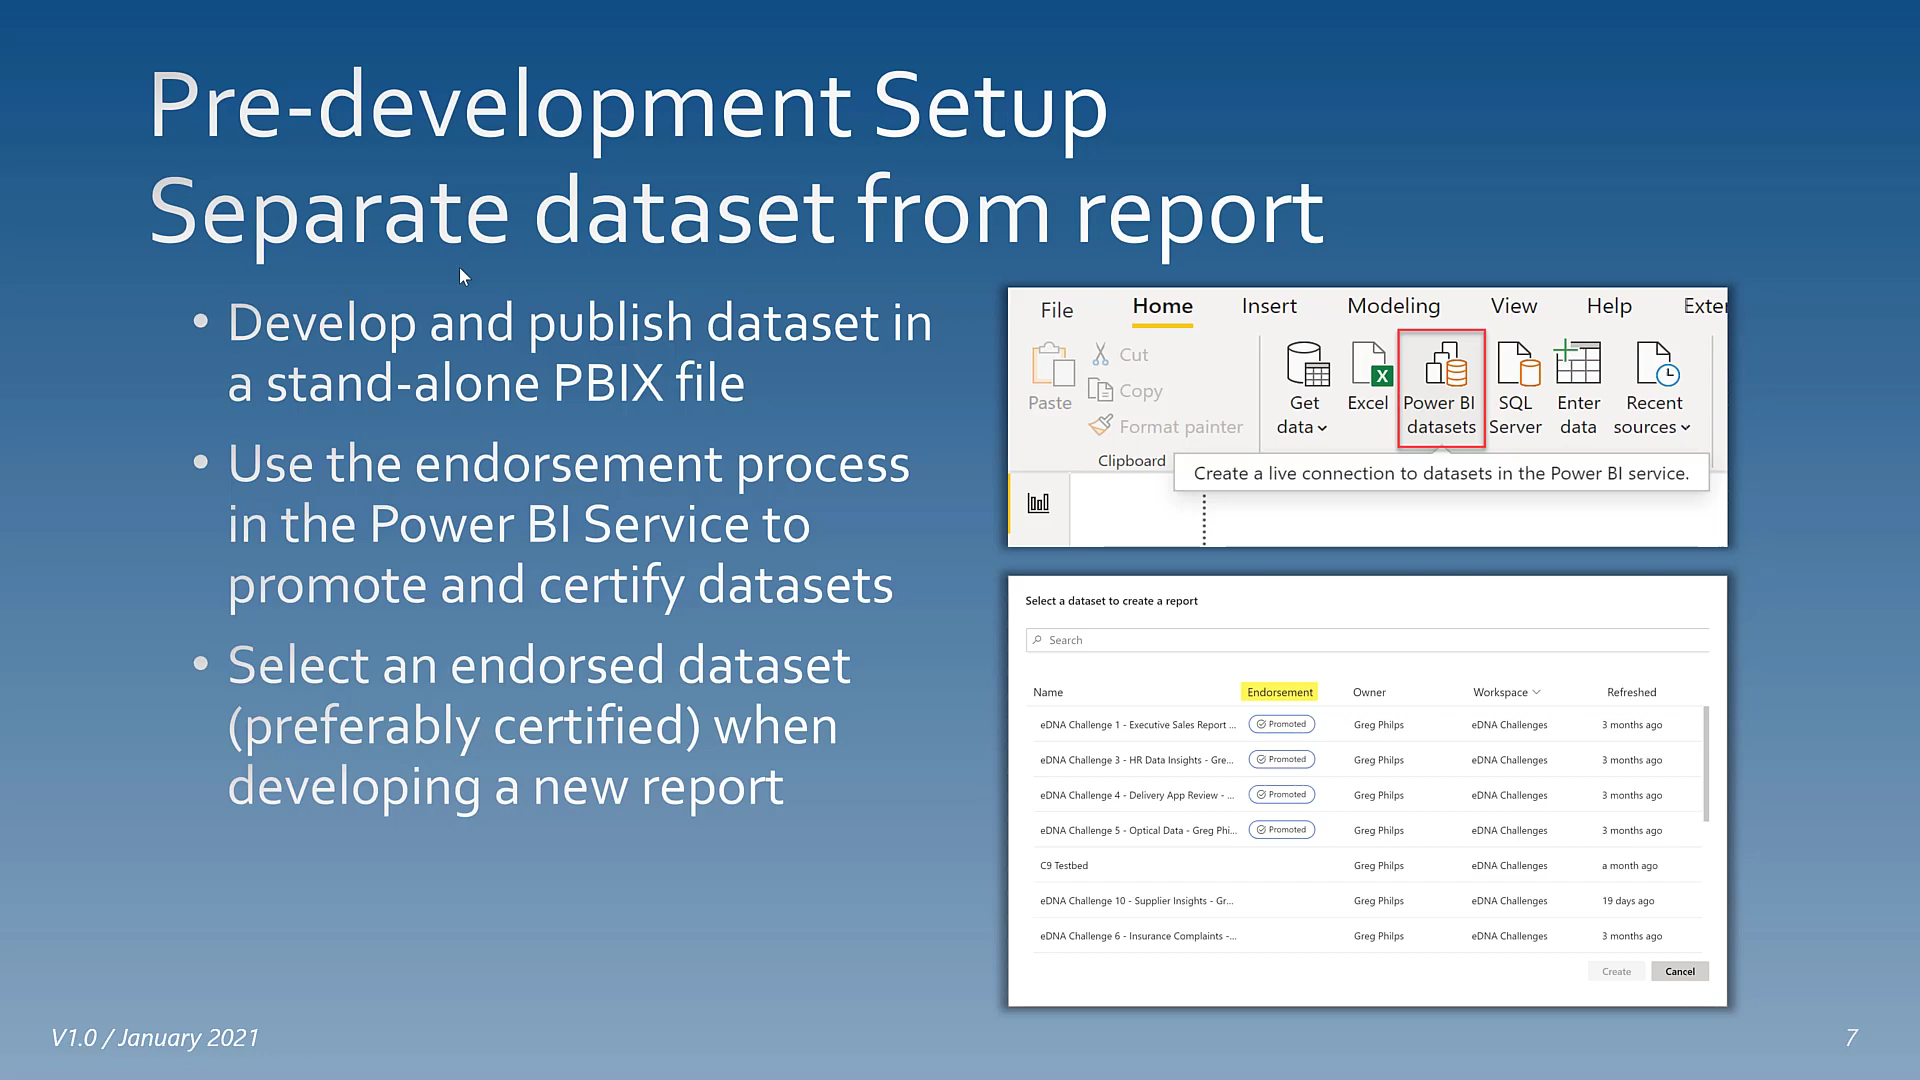 Pre-development Setup
Separate dataset from report
• Develop and publish dataset in
a stand-alone PBIX file
• Use the endorsement process
in the Power BI Service to
promote and certify datasets
• Select an endorsed dataset
(preferably certified) when
developing a new report
File Home Insert Modeling View Help Exter
Paste
Cut
Copy
Format painter
Clipboard
Get data
Excel
Power BI datasets
SQL Server
Enter data
Recent sources
Create a live connection to datasets in the Power BI service.
Select a dataset to create a report
Search
Name Endorsement Owner Workspace Refreshed
eDNA Challenge 1 - Executive Sales Report ... Promoted Greg Philps eDNA Challenges 3 months ago
eDNA Challenge 3 - HR Data Insights - Gre... Promoted Greg Philps eDNA Challenges 3 months ago
eDNA Challenge 4 - Delivery App Review - ... Promoted Greg Philps eDNA Challenges 3 months ago
eDNA Challenge 5 - Optical Data - Greg Phi... Promoted Greg Philps eDNA Challenges 3 months ago
C9 Testbed Greg Philps eDNA Challenges a month ago
eDNA Challenge 10 - Supplier Insights - Gr... Greg Philps eDNA Challenges 19 days ago
eDNA Challenge 6 - Insurance Complaints -... Greg Philps eDNA Challenges 3 months ago
Create Cancel
V1.0 / January 2021
7